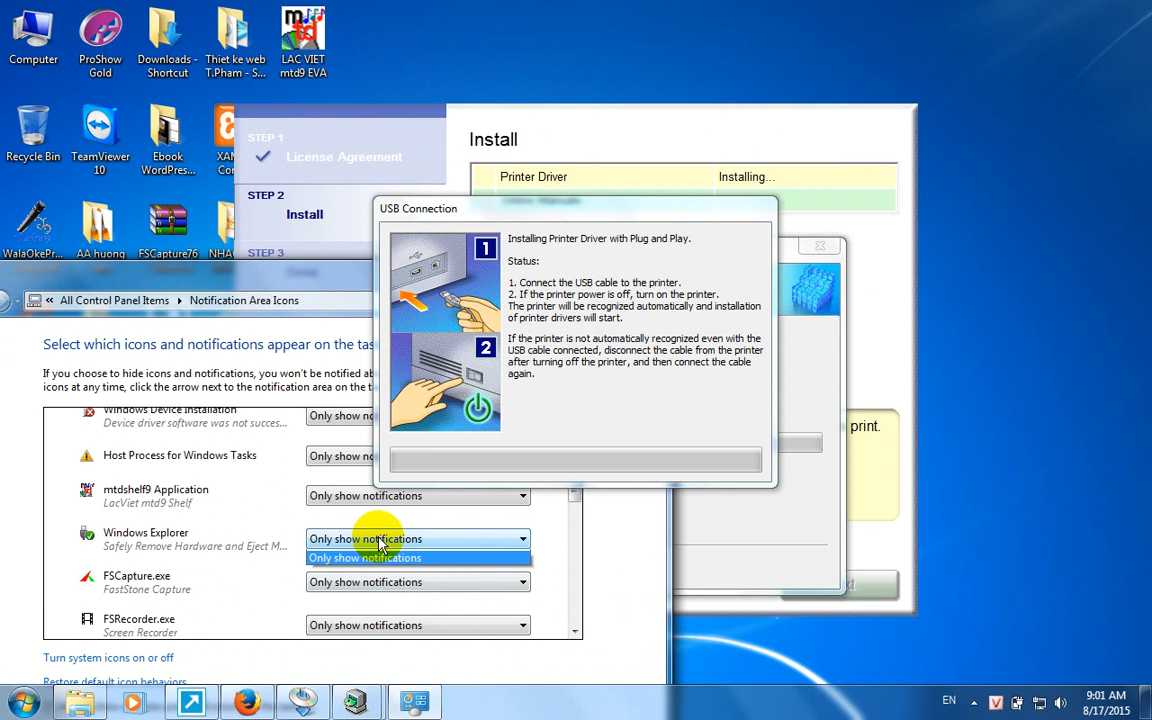 Computer
ProShow
Gold
Downloads -
Shortcut
Thiet ke web
T.Pham - S...
LAC VIET
mtd9 EVA
Recycle Bin
TeamViewer
10
Ebook
WordPres...
WalaOkePr...
AA huong
FSCapture76
STEP 1
License Agreement
STEP 2
Install
STEP 3
Install
Printer Driver
Installing...
Online Manuals
print.
USB Connection
1
2
Installing Printer Driver with Plug and Play.
Status:
1. Connect the USB cable to the printer.
2. If the printer power is off, turn on the printer.
The printer will be recognized automatically and installation
of printer drivers will start.
If the printer is not automatically recognized even with the
USB cable connected, disconnect the cable from the printer
after turning off the printer, and then connect the cable
again.
« All Control Panel Items ▸ Notification Area Icons
Select which icons and notifications appear on the tas
If you choose to hide icons and notifications, you won't be notified ab
icons at any time, click the arrow next to the notification area on the t
Windows Device Installation
Device driver software was not succes...
Only show no
Host Process for Windows Tasks
Only show no
mtdshelf9 Application
LacViet mtd9 Shelf
Only show notifications
Windows Explorer
Safely Remove Hardware and Eject M...
Only show notifications
Only show notifications
FSCapture.exe
FastStone Capture
Only show notifications
FSRecorder.exe
Screen Recorder
Only show notifications
Turn system icons on or off
Restore default icon behaviors
EN
9:01 AM
8/17/2015